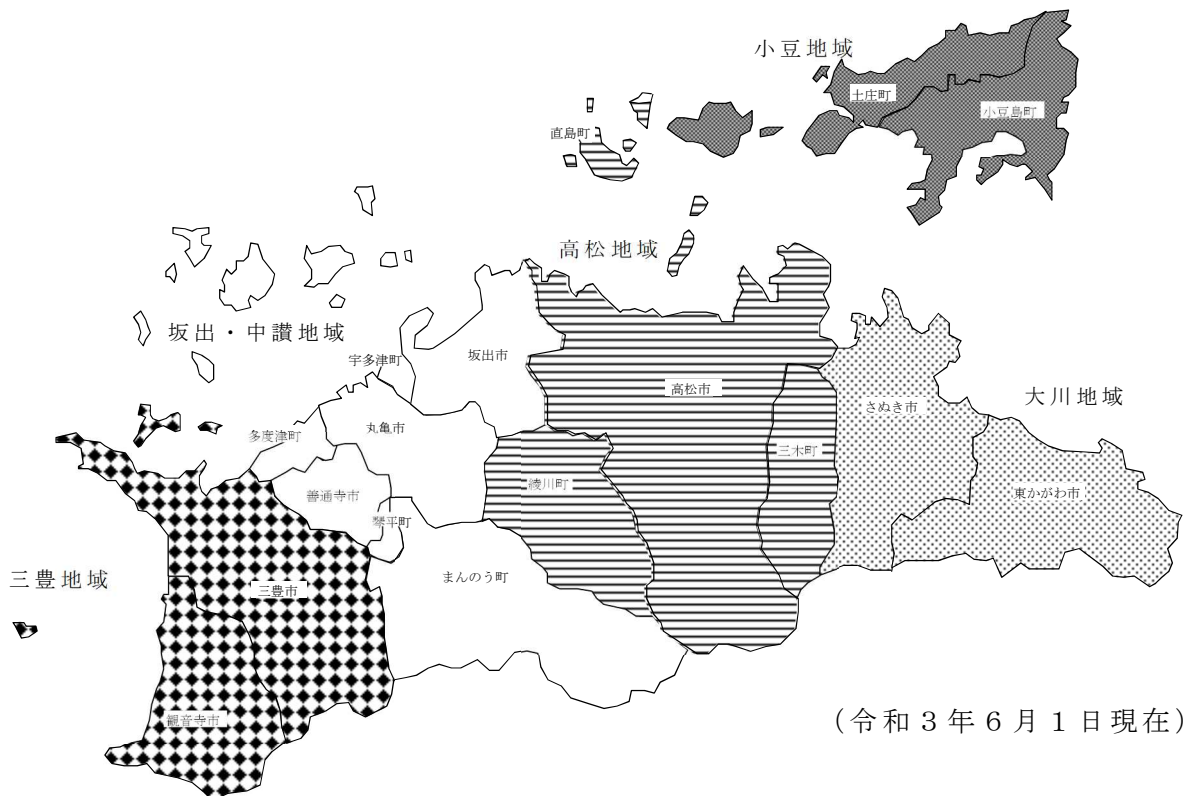 小豆地域
土庄町
小豆島町
直島町
高松地域
坂出・中讃地域
宇多津町
坂出市
高松市
さぬき市
大川地域
多度津町
丸亀市
三木町
善通寺市
綾川町
東かがわ市
琴平町
まんのう町
三豊地域
三豊市
観音寺市
（令和３年６月１日現在）